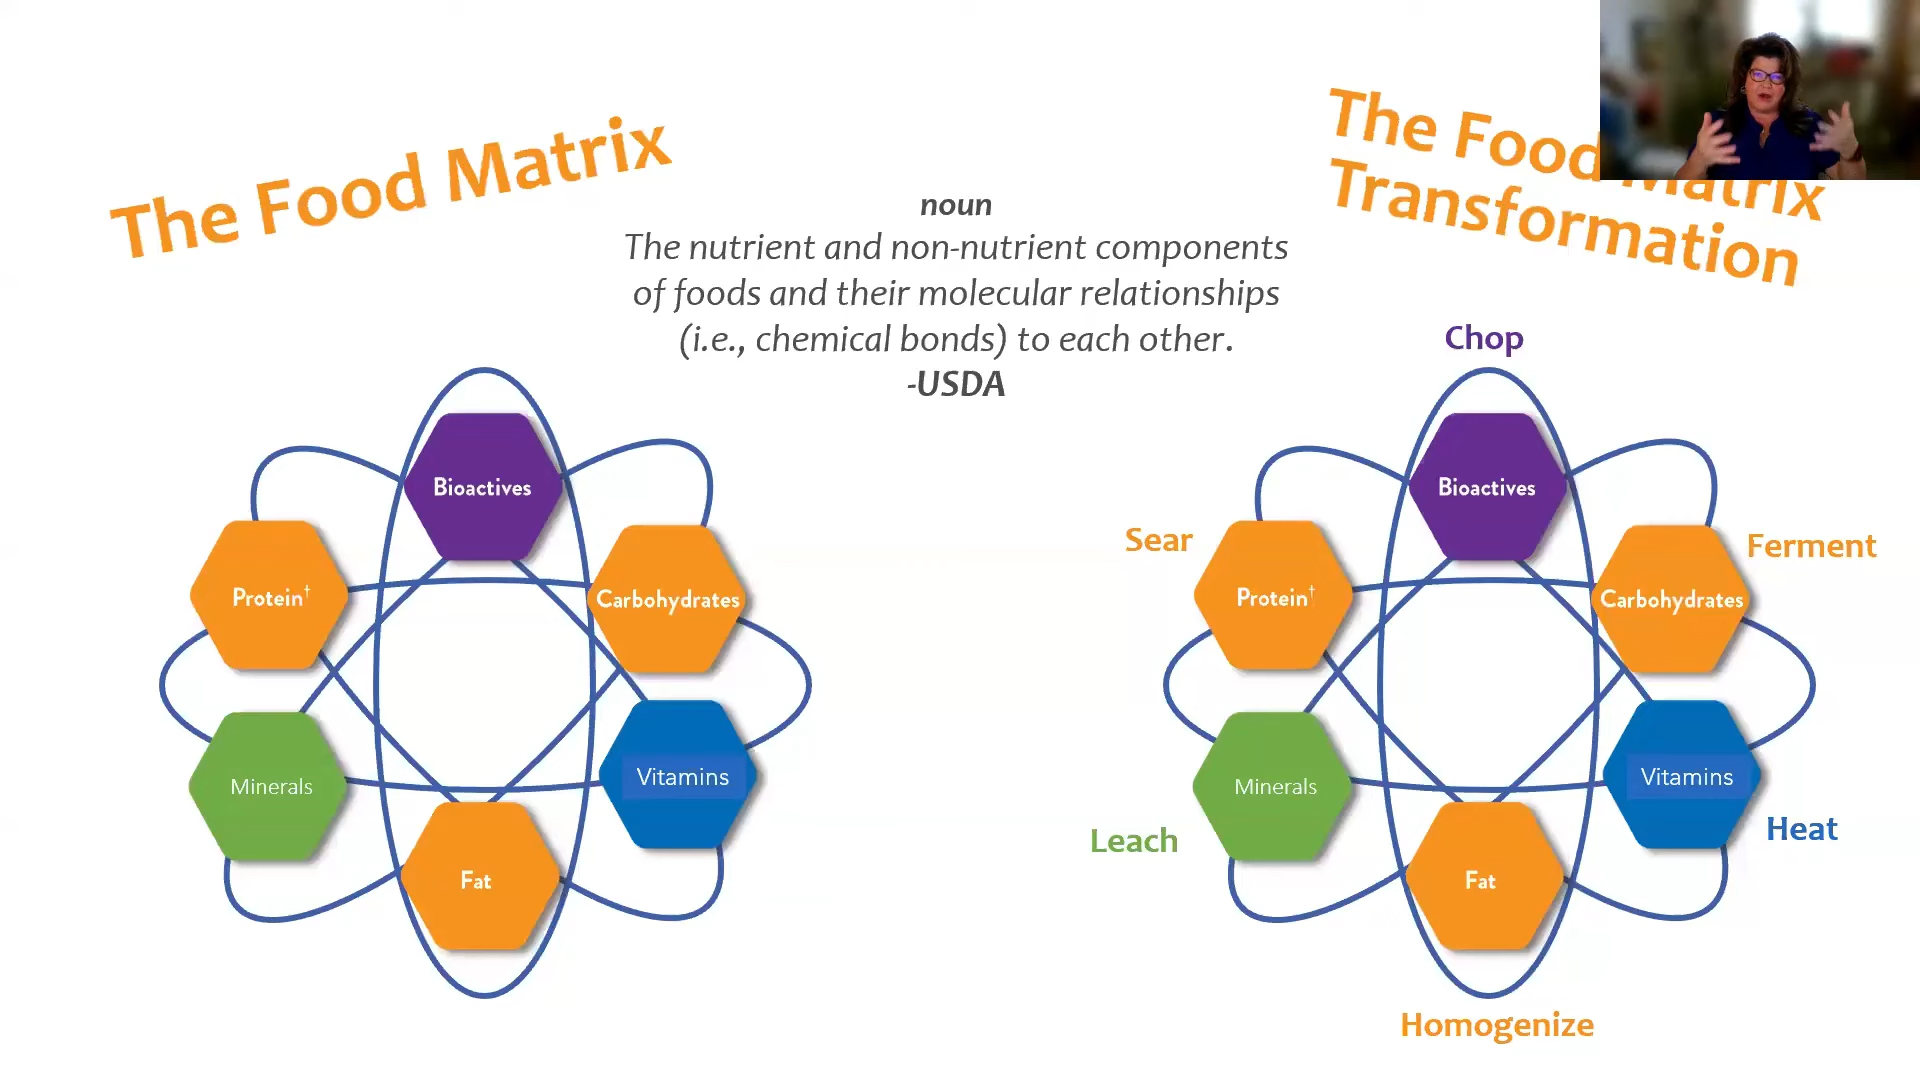 The Food Matrix
noun
The nutrient and non-nutrient components
of foods and their molecular relationships
(i.e., chemical bonds) to each other.
-USDA
Bioactives
Protein†
Carbohydrates
Minerals
Vitamins
Fat
The Food Matrix
Transformation
Chop
Bioactives
Sear
Protein†
Carbohydrates
Ferment
Minerals
Vitamins
Leach
Heat
Fat
Homogenize